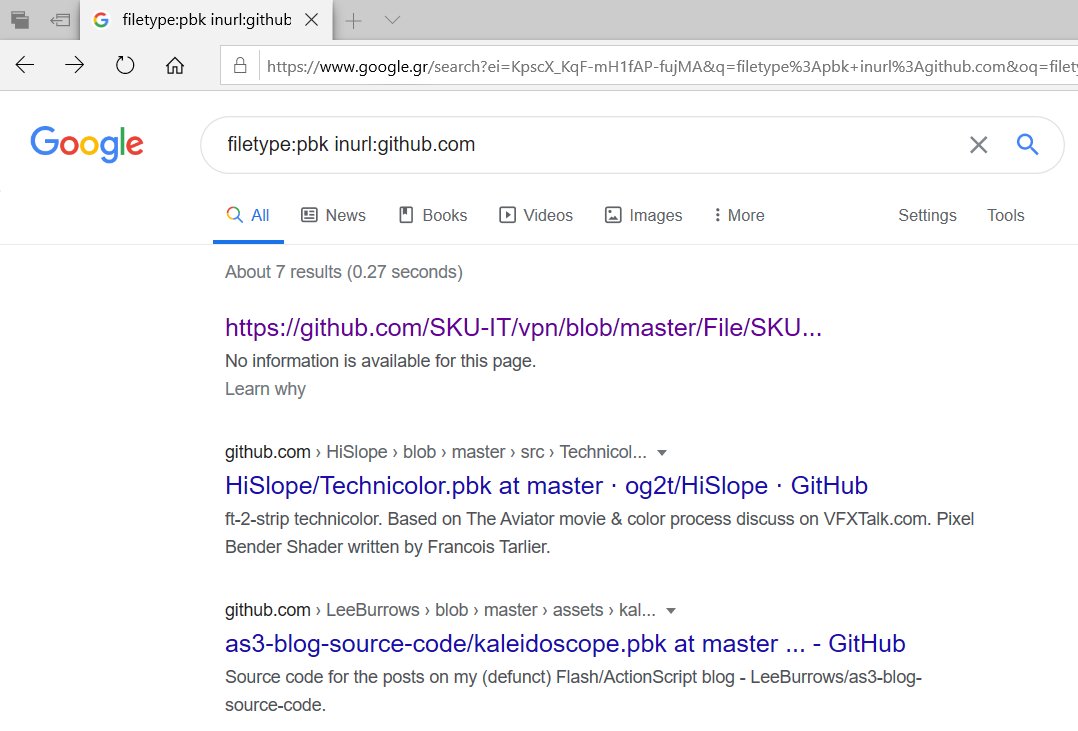 filetype:pbk inurl:github
https://www.google.gr/search?ei=KpscX_KqF-mH1fAP-fujMA&q=filetype%3Apbk+inurl%3Agithub.com&oq=filety
Google
filetype:pbk inurl:github.com
All News Books Videos Images More Settings Tools
About 7 results (0.27 seconds)
https://github.com/SKU-IT/vpn/blob/master/File/SKU...
No information is available for this page.
Learn why
github.com › HiSlope › blob › master › src › Technicol...
HiSlope/Technicolor.pbk at master · og2t/HiSlope · GitHub
ft-2-strip technicolor. Based on The Aviator movie & color process discuss on VFXTalk.com. Pixel
Bender Shader written by Francois Tarlier.
github.com › LeeBurrows › blob › master › assets › kal...
as3-blog-source-code/kaleidoscope.pbk at master ... - GitHub
Source code for the posts on my (defunct) Flash/ActionScript blog - LeeBurrows/as3-blog-
source-code.